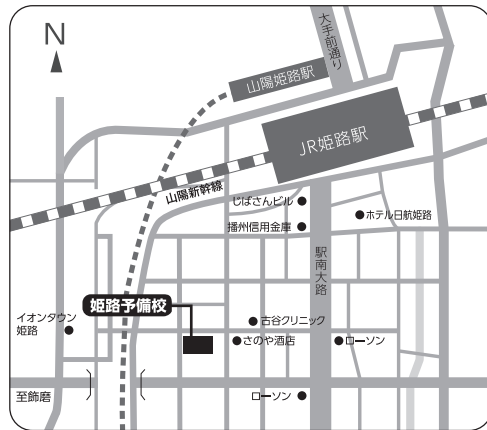 N
大手前通り
山陽姫路駅
JR姫路駅
山陽新幹線
じばさんビル
播州信用金庫
ホテル日航姫路
駅南大路
姫路予備校
イオンタウン
姫路
古谷クリニック
さのや酒店
ローソン
至飾磨
ローソン